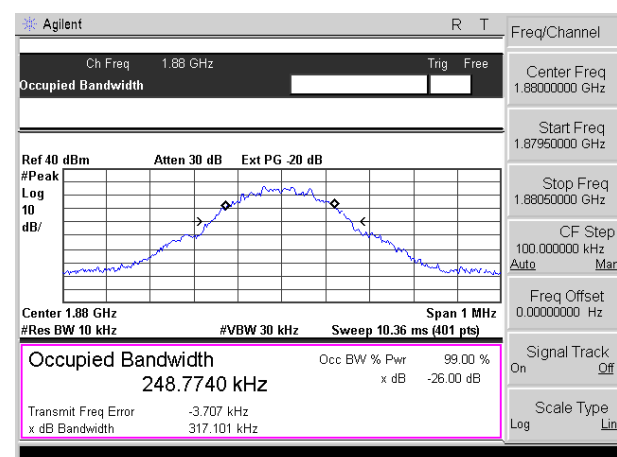 Agilent R T
Ch Freq 1.88 GHz Trig Free
Occupied Bandwidth
Ref 40 dBm Atten 30 dB Ext PG -20 dB
#Peak
Log
10
dB/
Center 1.88 GHz Span 1 MHz
#Res BW 10 kHz #VBW 30 kHz Sweep 10.36 ms (401 pts)
Occupied Bandwidth Occ BW % Pwr 99.00 %
248.7740 kHz x dB -26.00 dB
Transmit Freq Error -3.707 kHz
x dB Bandwidth 317.101 kHz
Freq/Channel
Center Freq
1.88000000 GHz
Start Freq
1.87950000 GHz
Stop Freq
1.88050000 GHz
CF Step
100.000000 kHz
Auto Man
Freq Offset
0.00000000 Hz
Signal Track
On Off
Scale Type
Log Lin